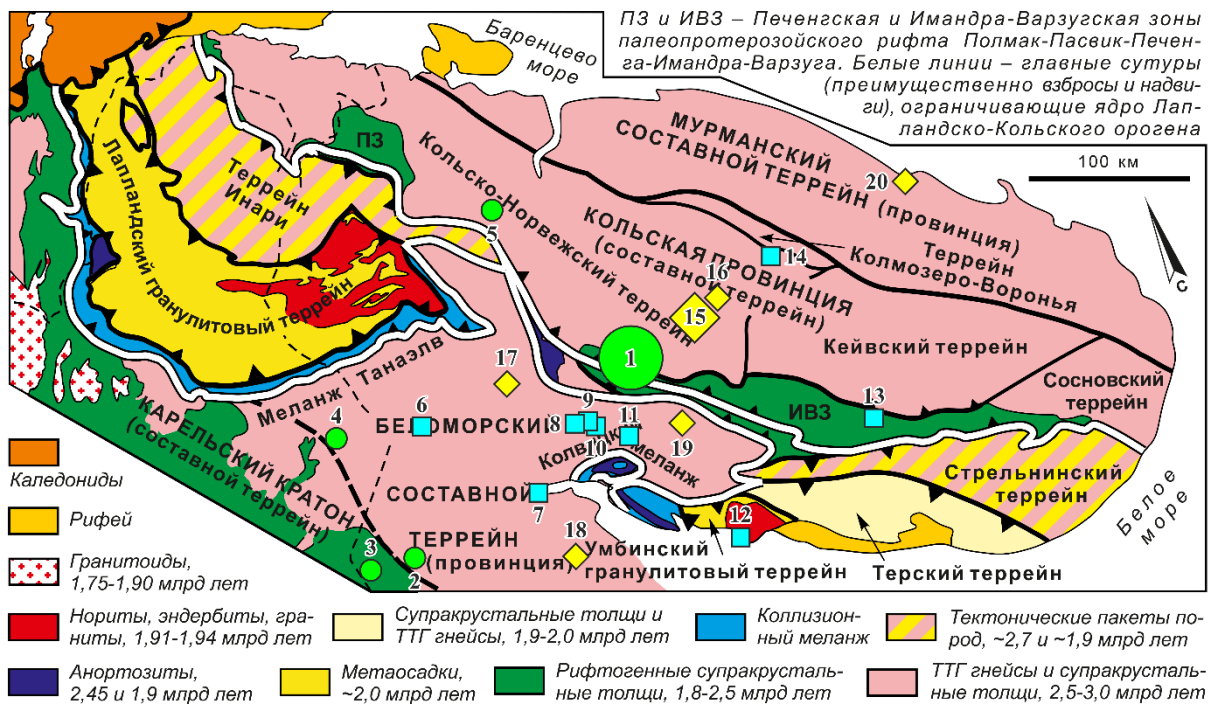 ПЗ и ИВЗ – Печенгская и Имандра-Варзугская зоны
палеопротерозойского рифта Полмак-Пасвик-Печен-
га-Имандра-Варзуга. Белые линии – главные сутуры
(преимущественно взбросы и надви-
ги), ограничивающие ядро Лап-
ландско-Кольского орогена
100 км
С
Баренцево
море
ПЗ
МУРМАНСКИЙ
СОСТАВНОЙ ТЕРРЕЙН (провинция)
20
Террейн
Инари
Лапландский гранулитовый террейн
Кольско-Норвежский террейн
5
КОЛЬСКАЯ ПРОВИНЦИЯ
(составной террейн)
14
Террейн
Колмозеро-Воронья
16
15
1
Кейвский террейн
Сосновский
террейн
ИВЗ
13
17
Меланж Танаэлв
4
6
БЕЛОМОРСКИЙ
8
9
10
11
19
Колвицкий меланж
Стрельнинский
террейн
Белое
море
КАРЕЛЬСКИЙ КРАТОН
(составной террейн)
СОСТАВНОЙ
7
12
18
3
2
ТЕРРЕЙН
(провинция)
Умбинский
гранулитовый террейн
Терский террейн
Каледониды
Рифей
Гранитоиды,
1,75-1,90 млрд лет
Нориты, эндербиты, гра-
ниты, 1,91-1,94 млрд лет
Супракрустальные толщи и
ТТГ гнейсы, 1,9-2,0 млрд лет
Коллизион-
ный меланж
Тектонические пакеты по-
род, ~2,7 и ~1,9 млрд лет
Анортозиты,
2,45 и 1,9 млрд лет
Метаосадки,
~2,0 млрд лет
Рифтогенные супракрусталь-
ные толщи, 1,8-2,5 млрд лет
ТТГ гнейсы и супракрусталь-
ные толщи, 2,5-3,0 млрд лет